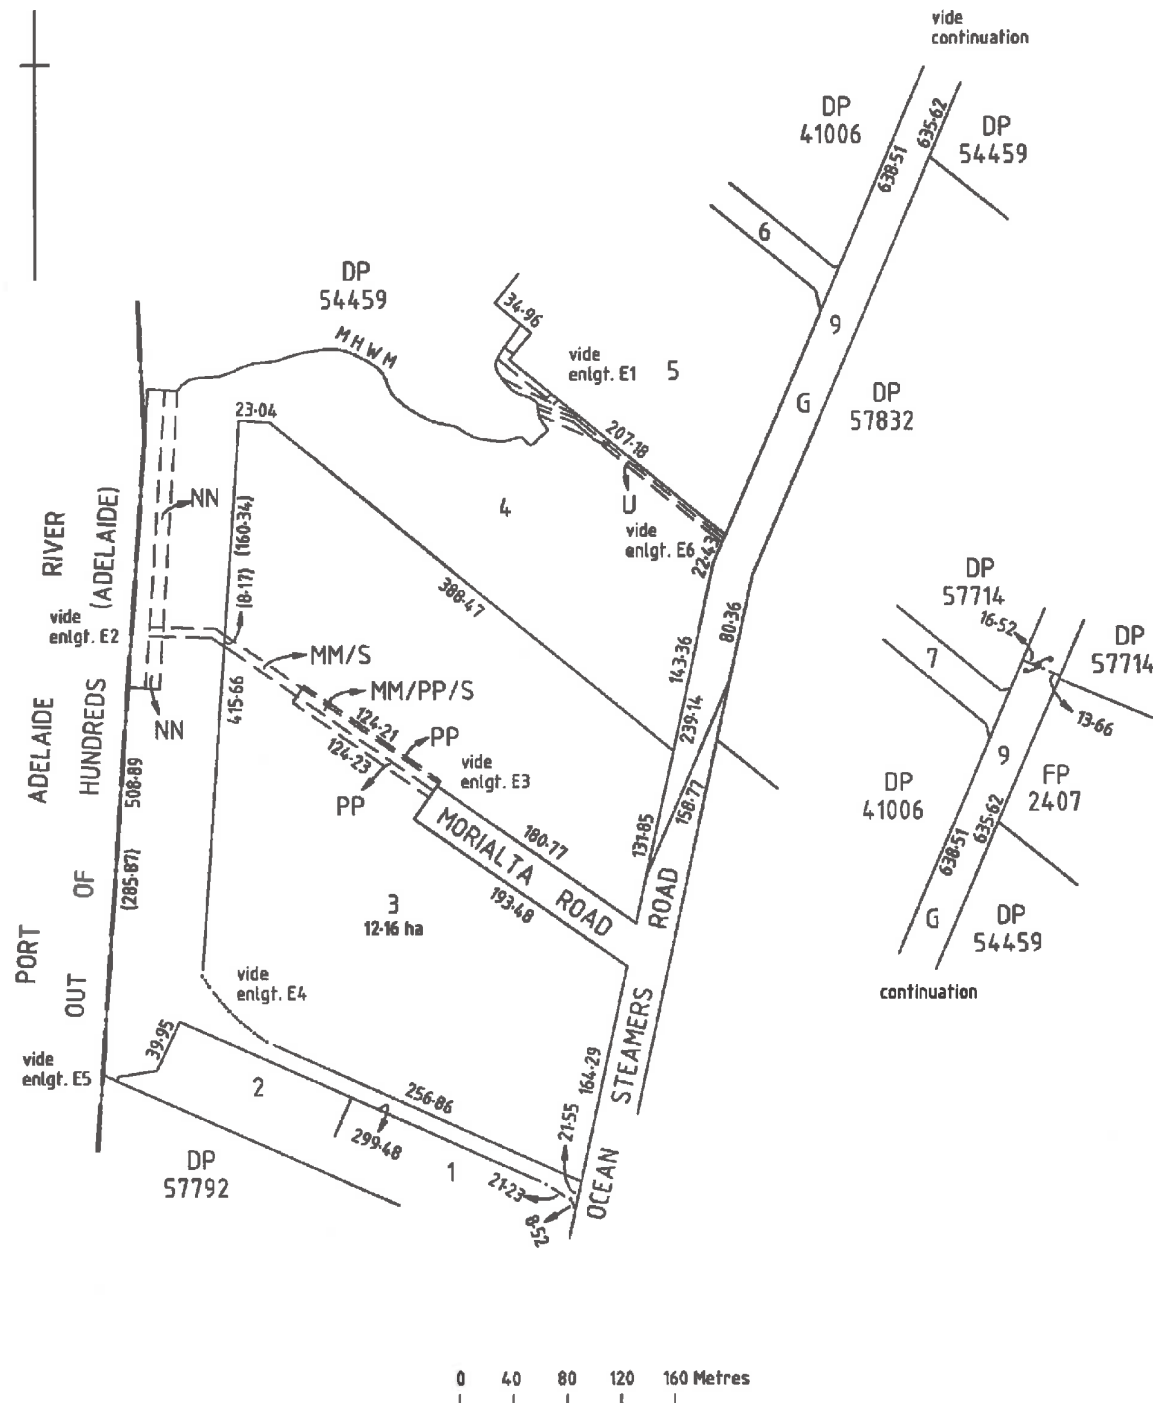 vide
continuation
DP
41006
638·51
635·62
DP
54459
6
DP
54459
MHWM
34·96
vide
enlgt. E1
5
9
G
DP
57832
23·04
207·18
NN
(160·34)
(8·17)
4
U
vide
enlgt. E6
22·43
RIVER
(ADELAIDE)
388·47
vide
enlgt. E2
80·36
143·36
MM/S
MM/PP/S
415·66
124·21
PP
124·23
PP
vide
enlgt. E3
239·14
NN
PORT ADELAIDE
OUT OF HUNDREDS
508·89
(285·87)
131·85
158·77
MORIALTA ROAD
180·77
193·48
3
12·16 ha
vide
enlgt. E4
164·29
OCEAN STEAMERS ROAD
vide
enlgt. E5
39·95
2
256·86
299·48
1
21·55
21·23
8·52
DP
57792
DP
57714
16·52
DP
57714
7
13·66
9
DP
41006
FP
2407
638·51
635·62
G
DP
54459
continuation
0 40 80 120 160 Metres